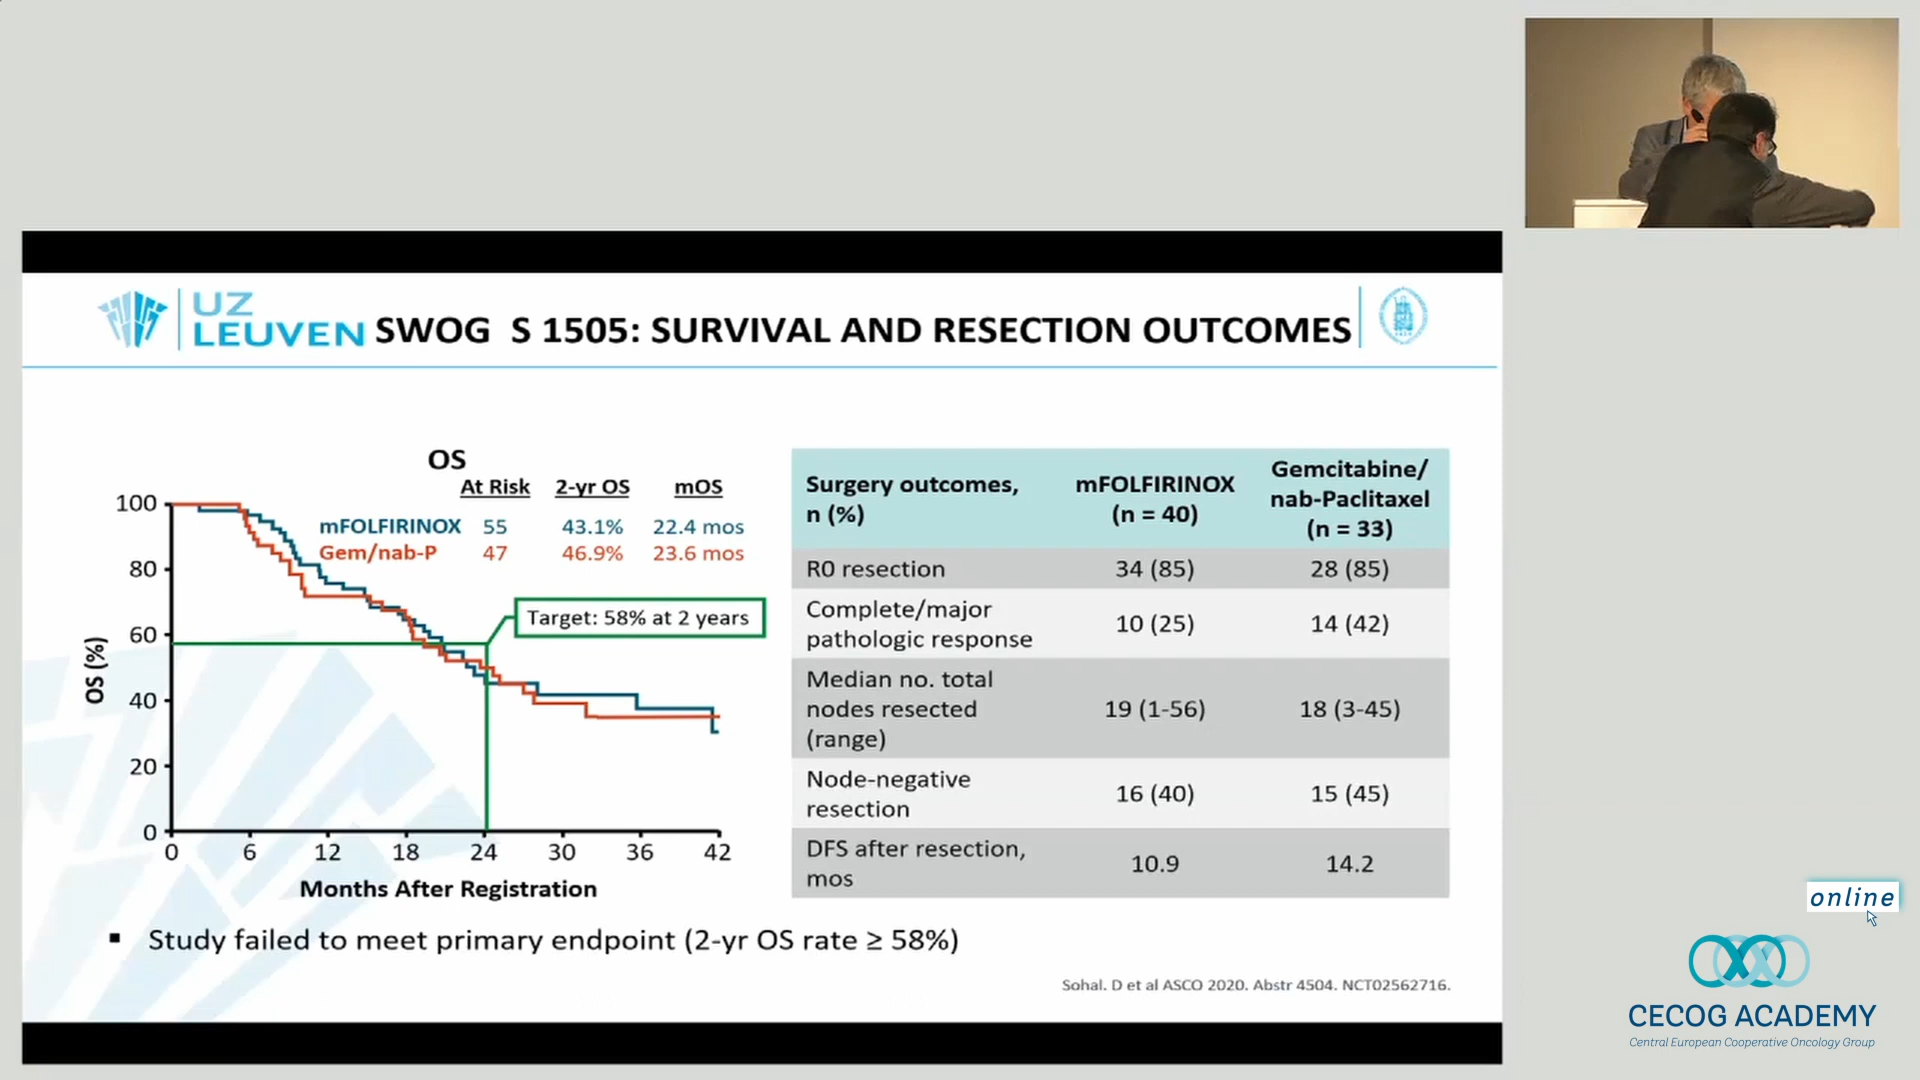 UZ
LEUVEN
SWOG S 1505: SURVIVAL AND RESECTION OUTCOMES
OS
At Risk 2-yr OS mOS
mFOLFIRINOX 55 43.1% 22.4 mos
Gem/nab-P 47 46.9% 23.6 mos
Target: 58% at 2 years
OS (%)
100
80
60
40
20
0
0 6 12 18 24 30 36 42
Months After Registration
Surgery outcomes, n (%)
mFOLFIRINOX (n = 40)
Gemcitabine/ nab-Paclitaxel (n = 33)
R0 resection 34 (85) 28 (85)
Complete/major pathologic response 10 (25) 14 (42)
Median no. total nodes resected (range) 19 (1-56) 18 (3-45)
Node-negative resection 16 (40) 15 (45)
DFS after resection, mos 10.9 14.2
▪ Study failed to meet primary endpoint (2-yr OS rate ≥ 58%)
Sohal. D et al ASCO 2020. Abstr 4504. NCT02562716.
online
CECOG ACADEMY
Central European Cooperative Oncology Group